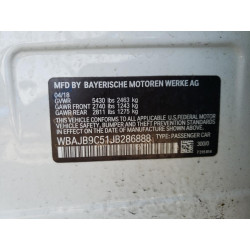 MFD BY BAYERISCHE MOTOREN WERKE AG
04/18
GVWR 5430 lbs 2463 kg
GAWR FRONT 2740 lbs 1243 kg
GAWR REAR 2811 lbs 1275 kg
THIS VEHICLE CONFORMS TO ALL APPLICABLE
FEDERAL MOTOR VEHICLE SAFETY, BUMPER,
AND THEFT PREVENTION STANDARDS IN EFFECT
ON THE DATE OF MANUFACTURE SHOWN ABOVE.
WBAJB9C51JB286888
TYPE: PASSENGER CAR